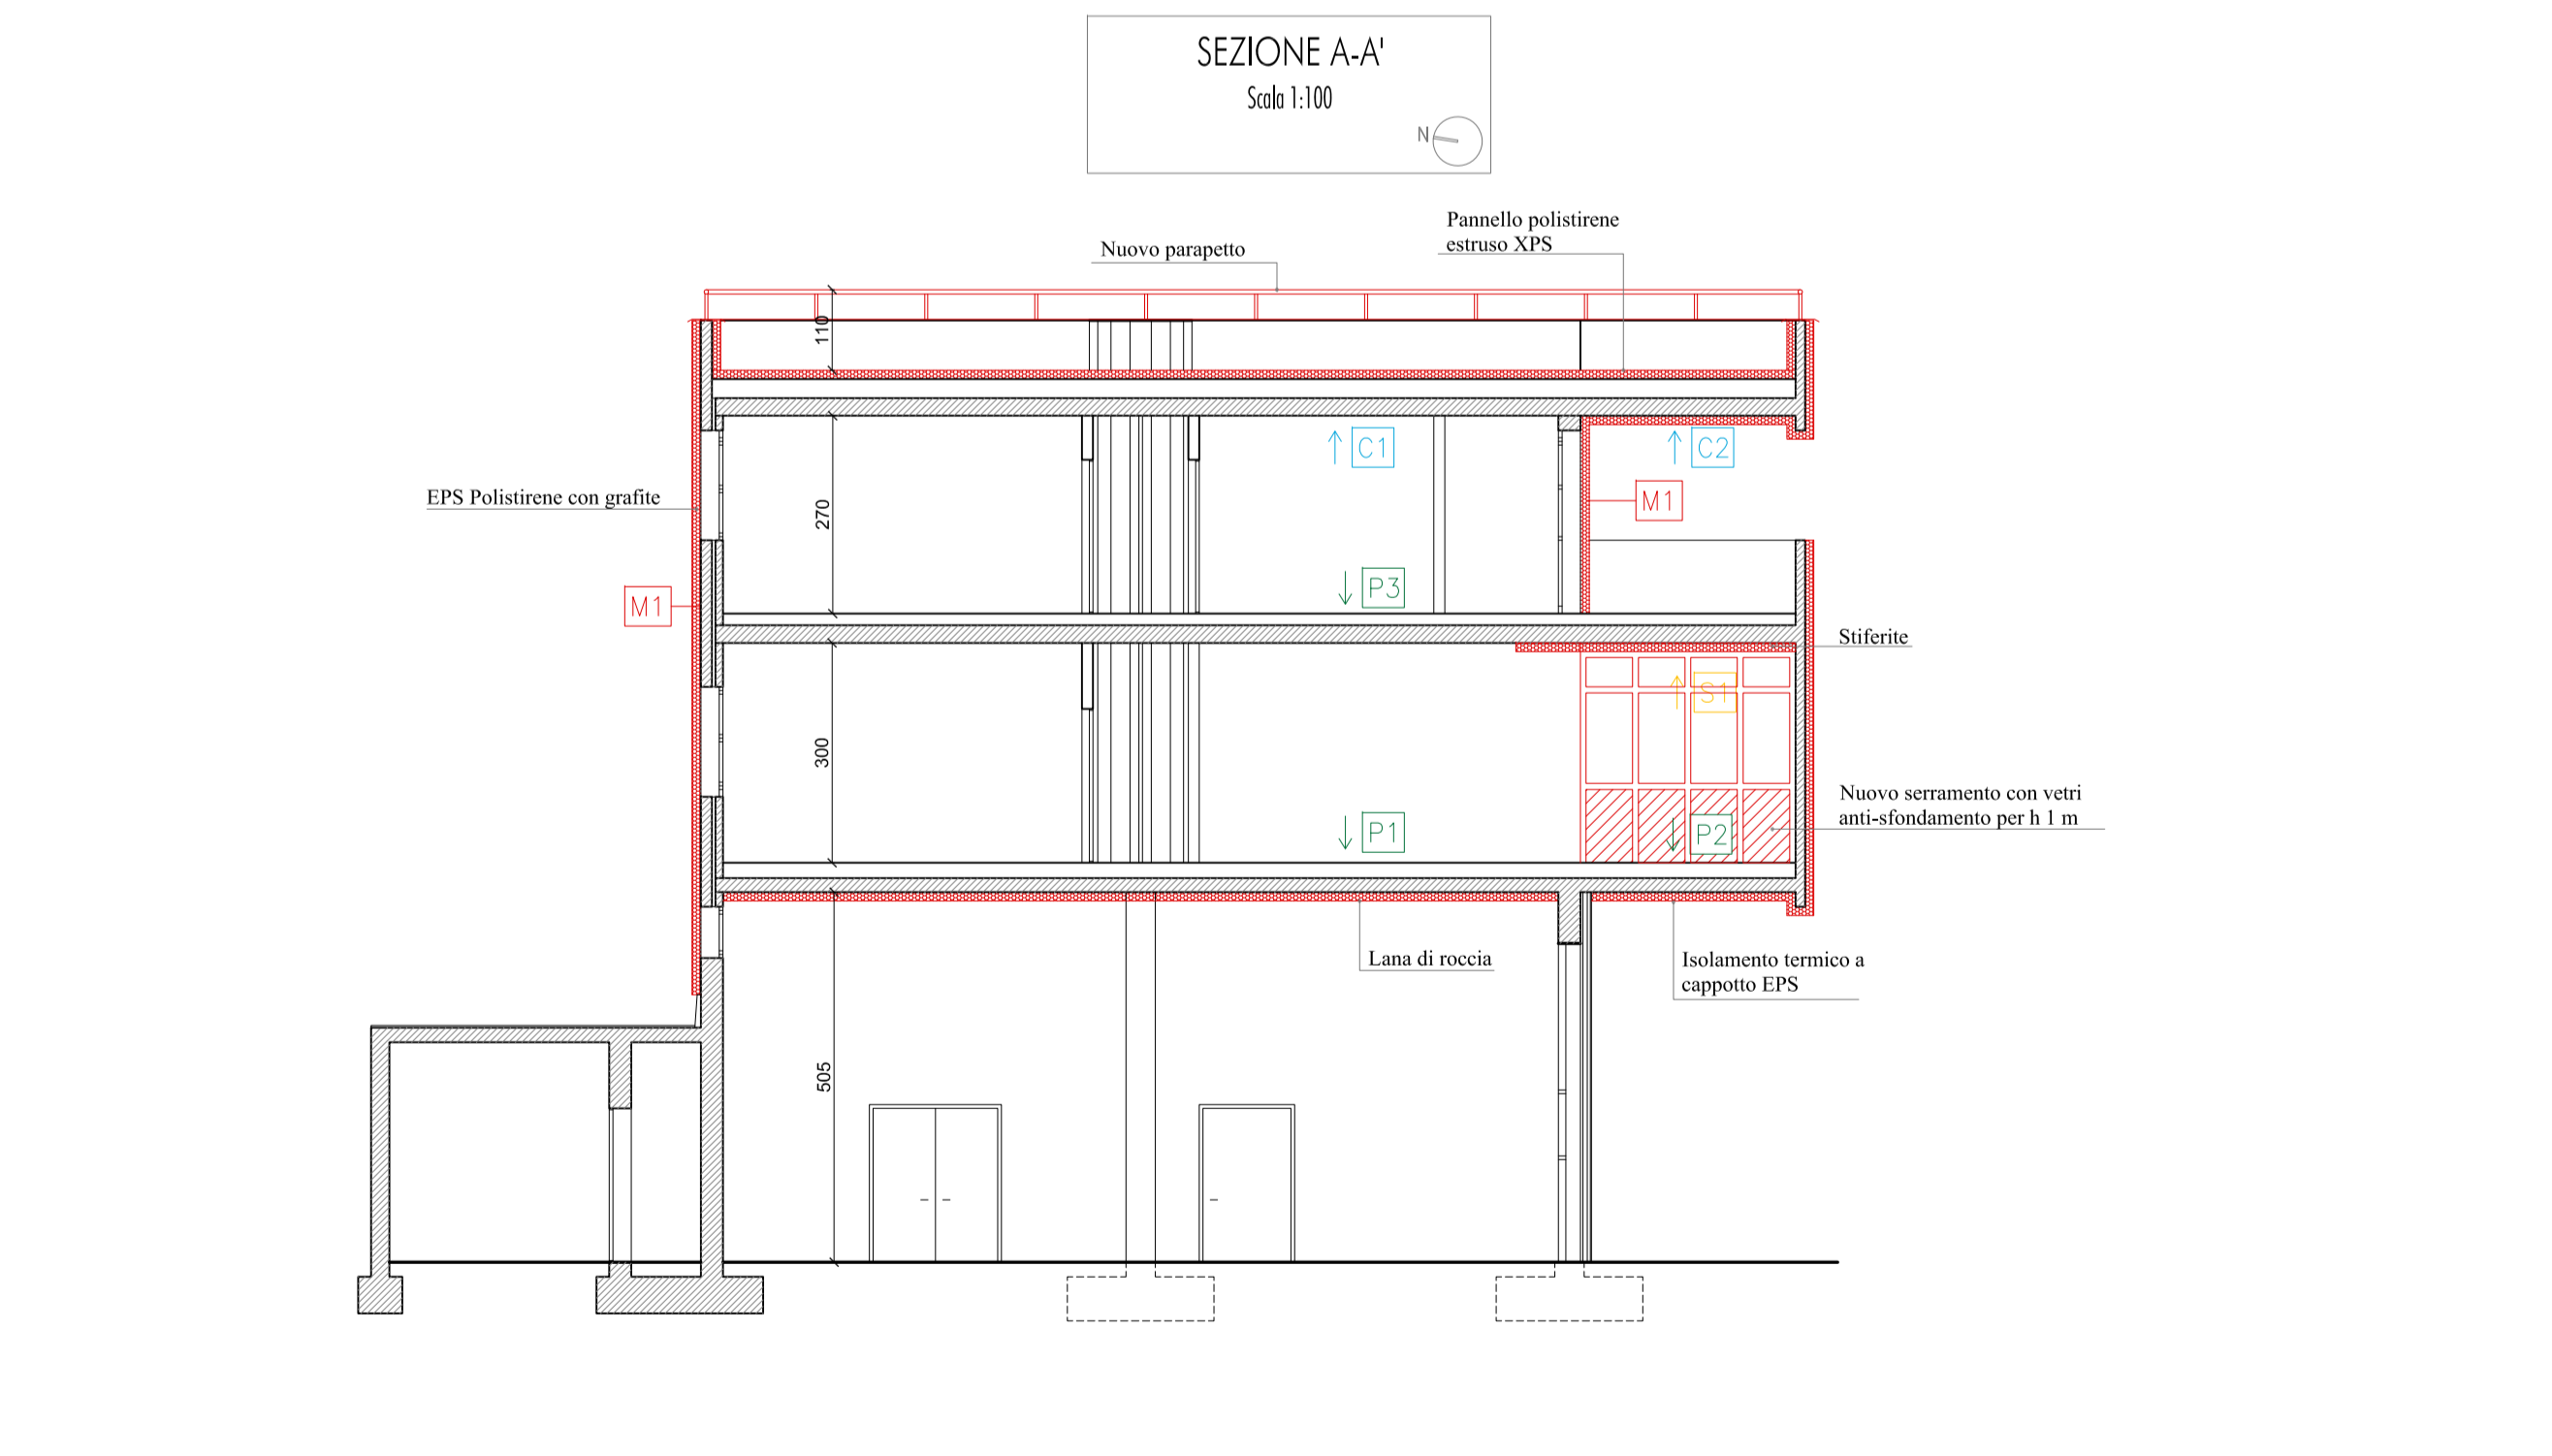 SEZIONE A-A'
Scala 1:100
N
Pannello polistirene
estruso XPS
Nuovo parapetto
110
C1
C2
EPS Polistirene con grafite
270
M1
P3
M1
Stiferite
S1
300
Nuovo serramento con vetri
anti-sfondamento per h 1 m
P1
P2
Lana di roccia
Isolamento termico a
cappotto EPS
505